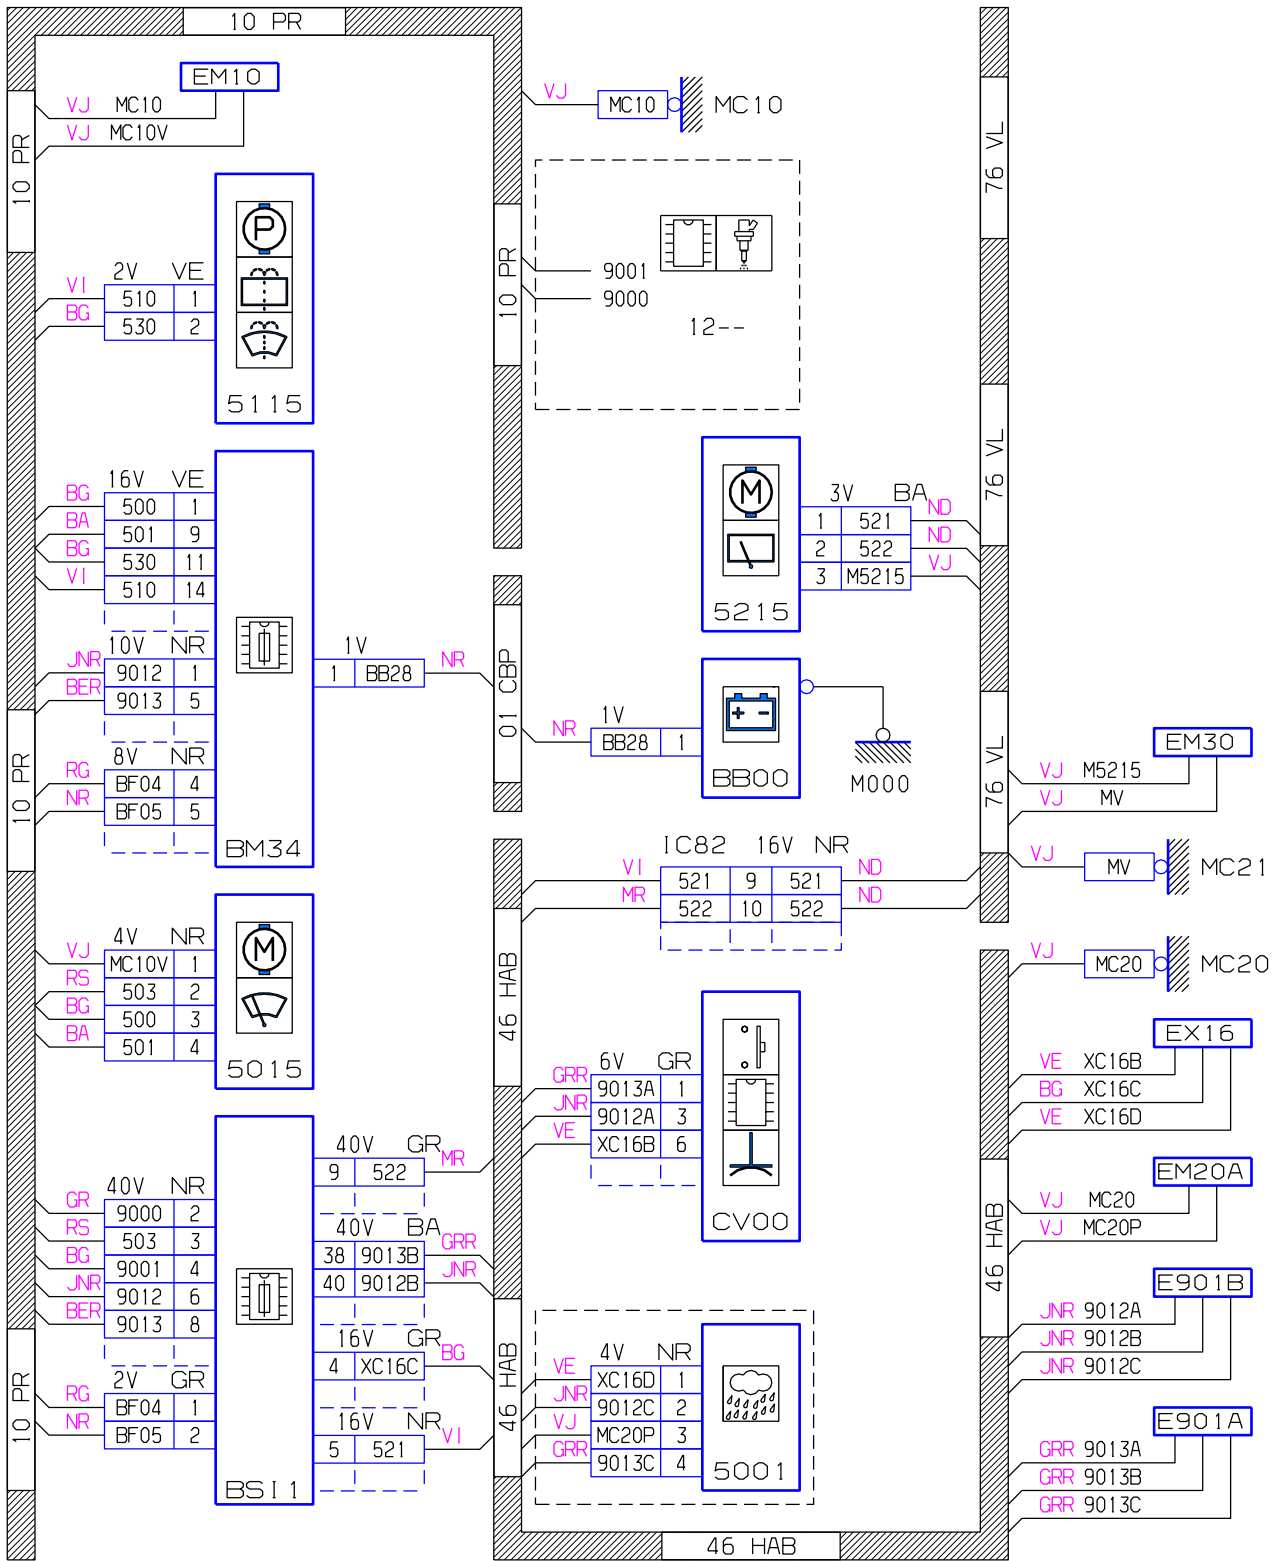 10 PR
EM10
VJ MC10
VJ MC10V
10 PR
2V VE
VI 510 1
BG 530 2
P
5115
16V VE
BG 500 1
BA 501 9
BG 530 11
VI 510 14
10V NR
JNR 9012 1
BER 9013 5
8V NR
RG BF04 4
NR BF05 5
BM34
1V
1 BB28 NR
10 PR
4V NR
VJ MC10V 1
RS 503 2
BG 500 3
BA 501 4
M
5015
40V NR
GR 9000 2
RS 503 3
BG 9001 4
JNR 9012 6
BER 9013 8
2V GR
RG BF04 1
NR BF05 2
BSI1
10 PR
40V GR
9 522 MR
40V BA
38 9013B GRR
40 9012B JNR
16V GR
4 XC16C BG
16V NR
5 521 VI
VJ MC10 MC10
10 PR
9001
9000
12--
M
5215
3V BA
1 521 ND
2 522 ND
3 M5215 VJ
01 CBP
1V
NR BB28 1
+ -
BB00
M000
IC82 16V NR
VI 521 9 521 ND
MR 522 10 522 ND
46 HAB
6V GR
GRR 9013A 1
JNR 9012A 3
VE XC16B 6
CV00
46 HAB
4V NR
VE XC16D 1
JNR 9012C 2
VJ MC20P 3
GRR 9013C 4
5001
46 HAB
76 VL
76 VL
76 VL
EM30
VJ M5215
VJ MV
VJ MV MC21
VJ MC20 MC20
EX16
VE XC16B
BG XC16C
VE XC16D
46 HAB
EM20A
VJ MC20
VJ MC20P
E901B
JNR 9012A
JNR 9012B
JNR 9012C
E901A
GRR 9013A
GRR 9013B
GRR 9013C